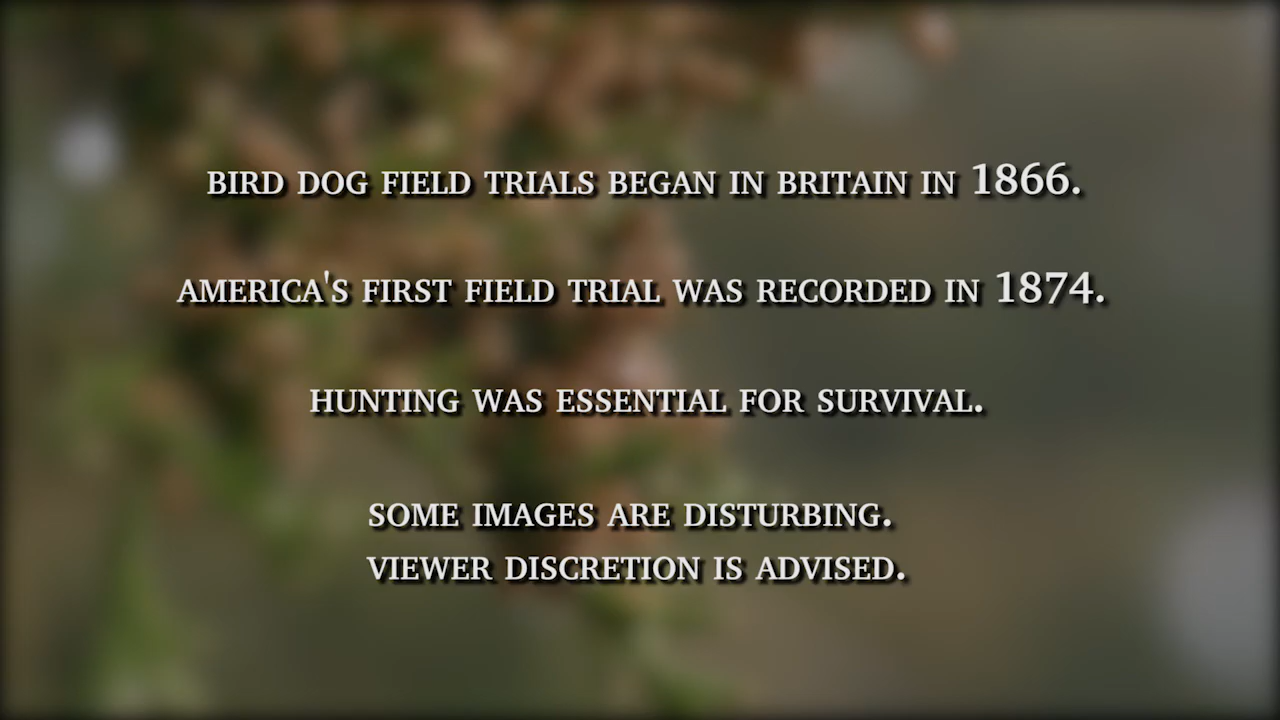 BIRD DOG FIELD TRIALS BEGAN IN BRITAIN IN 1866.
AMERICA'S FIRST FIELD TRIAL WAS RECORDED IN 1874.
HUNTING WAS ESSENTIAL FOR SURVIVAL.
SOME IMAGES ARE DISTURBING.
VIEWER DISCRETION IS ADVISED.